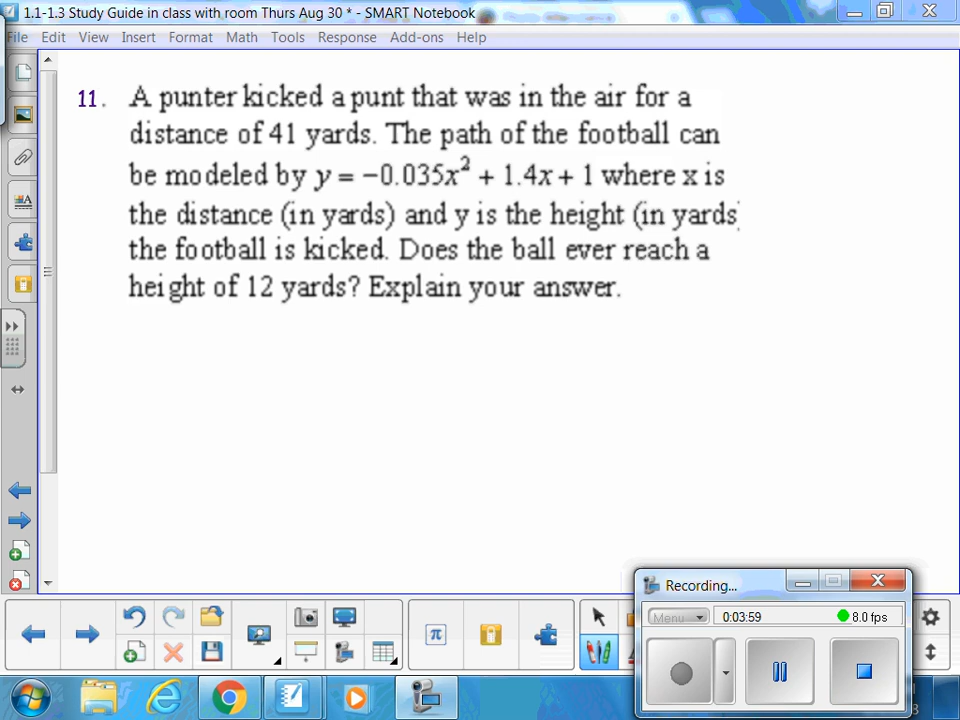 1.1-1.3 Study Guide in class with room Thurs Aug 30 * - SMART Notebook
File Edit View Insert Format Math Tools Response Add-ons Help
11. A punter kicked a punt that was in the air for a
distance of 41 yards. The path of the football can
be modeled by y = −0.035x² + 1.4x + 1 where x is
the distance (in yards) and y is the height (in yards)
the football is kicked. Does the ball ever reach a
height of 12 yards? Explain your answer.
Recording...
Menu 0:03:59 8.0 fps
π